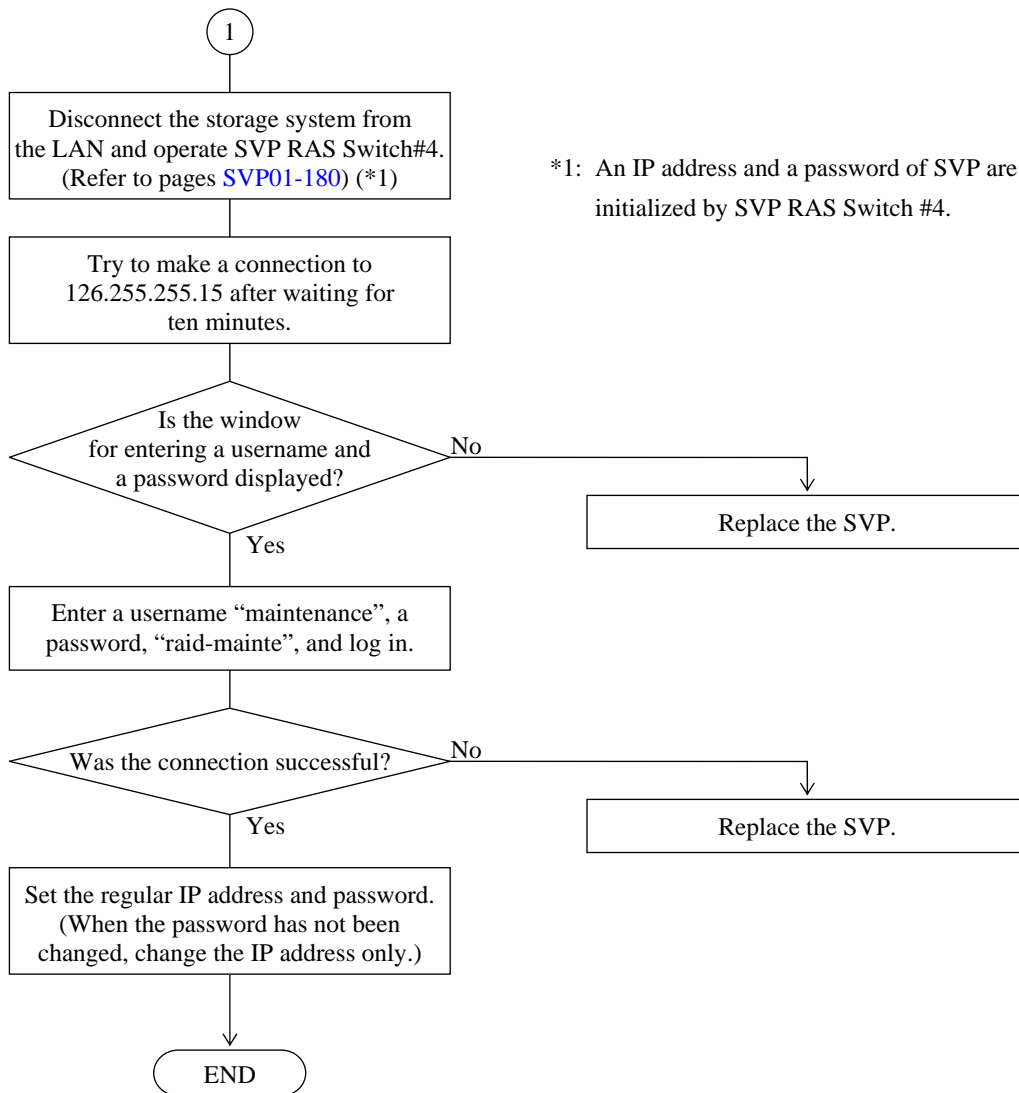 1
Disconnect the storage system from
the LAN and operate SVP RAS Switch#4.
(Refer to pages SVP01-180) (*1)
*1: An IP address and a password of SVP are
initialized by SVP RAS Switch #4.
Try to make a connection to
126.255.255.15 after waiting for
ten minutes.
Is the window
for entering a username and
a password displayed?
No
Replace the SVP.
Yes
Enter a username “maintenance”, a
password, “raid-mainte”, and log in.
Was the connection successful?
No
Replace the SVP.
Yes
Set the regular IP address and password.
(When the password has not been
changed, change the IP address only.)
END